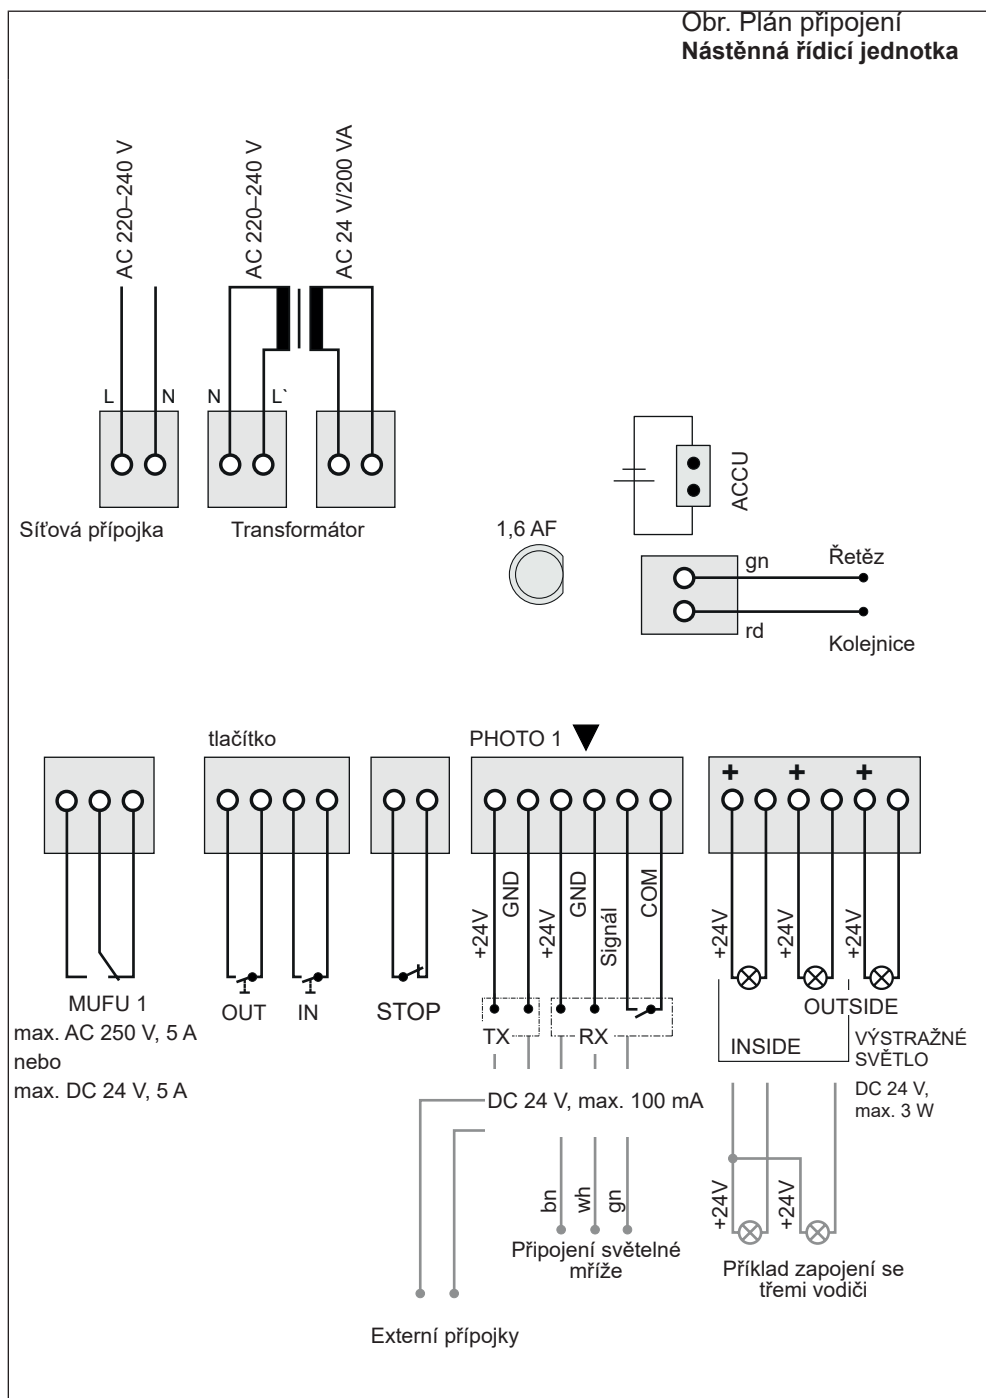 Obr. Plán připojení
Nástěnná řídicí jednotka
AC 220–240 V
AC 220–240 V
AC 24 V/200 VA
L
N
N
L`
Síťová přípojka
Transformátor
ACCU
1,6 AF
gn
Řetěz
rd
Kolejnice
tlačítko
PHOTO 1
+
+
+
+24V
GND
+24V
GND
Signál
COM
+24V
+24V
+24V
MUFU 1
max. AC 250 V, 5 A
nebo
max. DC 24 V, 5 A
OUT
IN
STOP
TX
RX
OUTSIDE
INSIDE
VÝSTRAŽNÉ
SVĚTLO
DC 24 V,
max. 3 W
DC 24 V, max. 100 mA
bn
wh
gn
+24V
+24V
Připojení světelné
mříže
Příklad zapojení se
třemi vodiči
Externí přípojky